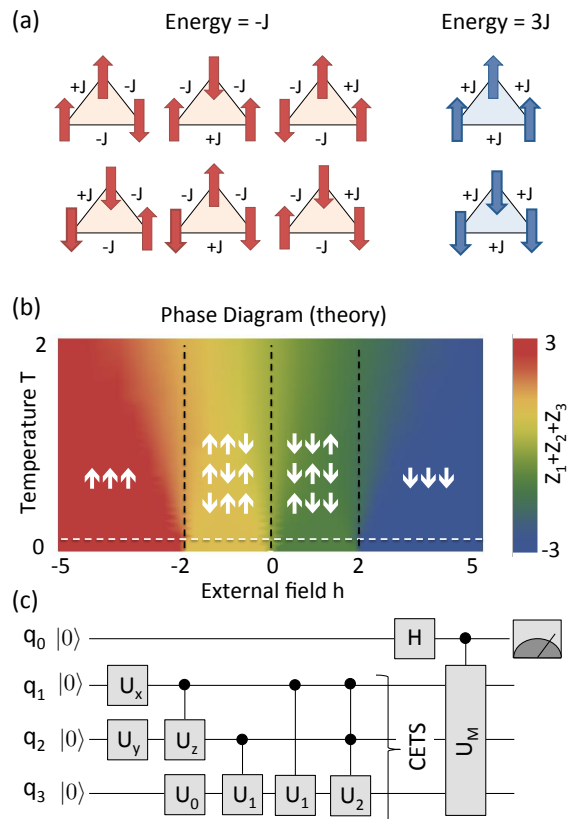 (a) Energy = -J Energy = 3J
+J -J -J -J -J +J +J +J
-J +J -J +J
-J +J -J -J +J -J +J +J
-J +J -J +J
(b) Phase Diagram (theory)
2 3
Temperature T
Z1+Z2+Z3
0 -3
-5 -2 0 2 5
External field h
(c)
q0 |0⟩ H
q1 |0⟩ Ux
q2 |0⟩ Uy Uz CETS UM
q3 |0⟩ U0 U1 U1 U2